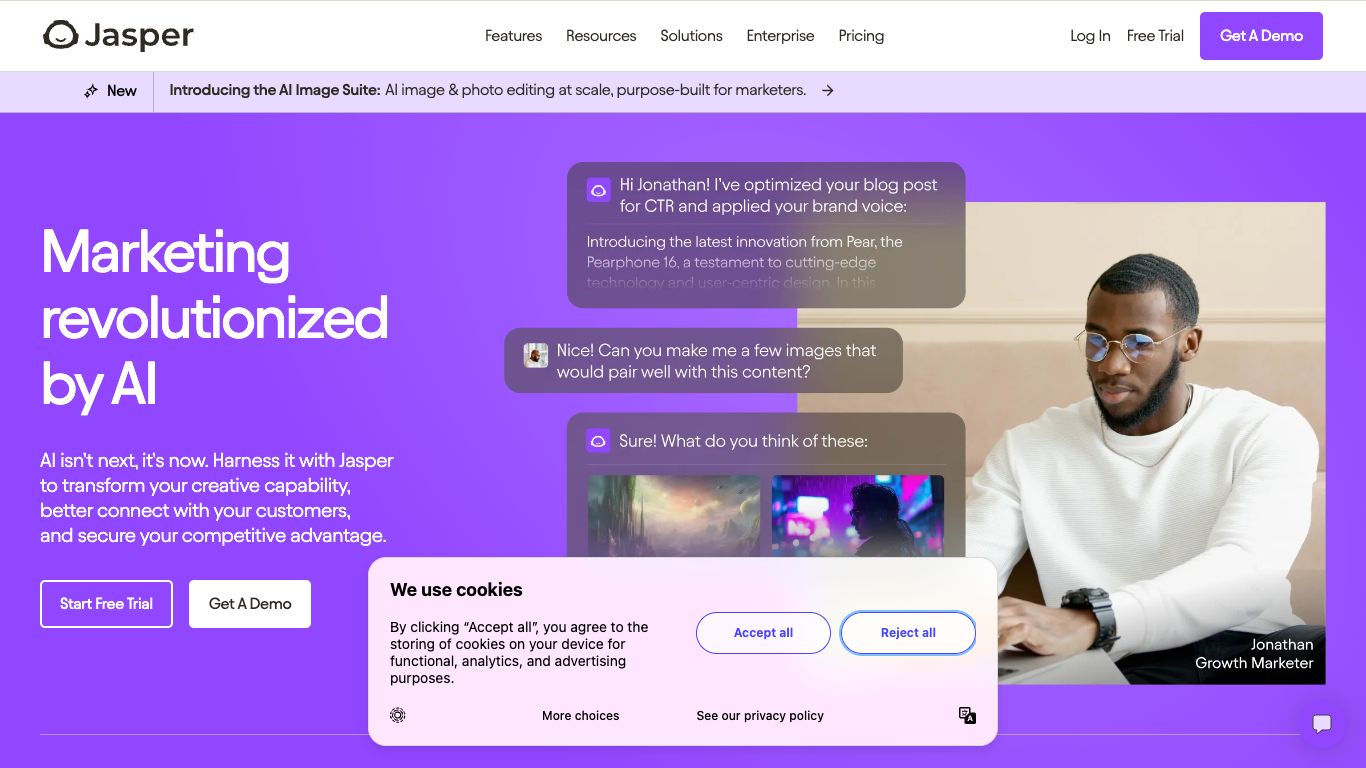 Jasper
Features
Resources
Solutions
Enterprise
Pricing
Log In
Free Trial
Get A Demo
New
Introducing the AI Image Suite: AI image & photo editing at scale, purpose-built for marketers.
Marketing
revolutionized
by AI
AI isn't next, it's now. Harness it with Jasper
to transform your creative capability,
better connect with your customers,
and secure your competitive advantage.
Start Free Trial
Get A Demo
Hi Jonathan! I've optimized your blog post
for CTR and applied your brand voice:
Introducing the latest innovation from Pear, the
Pearphone 16, a testament to cutting-edge
technology and user-centric design. In this
Nice! Can you make me a few images that
would pair well with this content?
Sure! What do you think of these:
Jonathan
Growth Marketer
We use cookies
By clicking “Accept all”, you agree to the
storing of cookies on your device for
functional, analytics, and advertising
purposes.
Accept all
Reject all
More choices
See our privacy policy